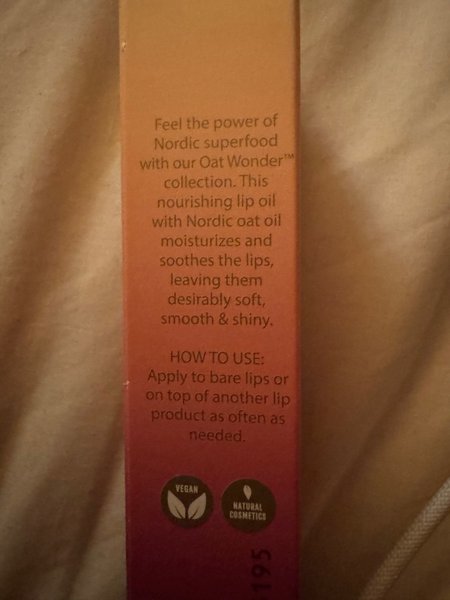 Feel the power of
Nordic superfood
with our Oat Wonder™
collection. This
nourishing lip oil
with Nordic oat oil
moisturizes and
soothes the lips,
leaving them
desirably soft,
smooth & shiny.
HOW TO USE:
Apply to bare lips or
on top of another lip
product as often as
needed.
VEGAN
NATURAL
COSMETICS
195